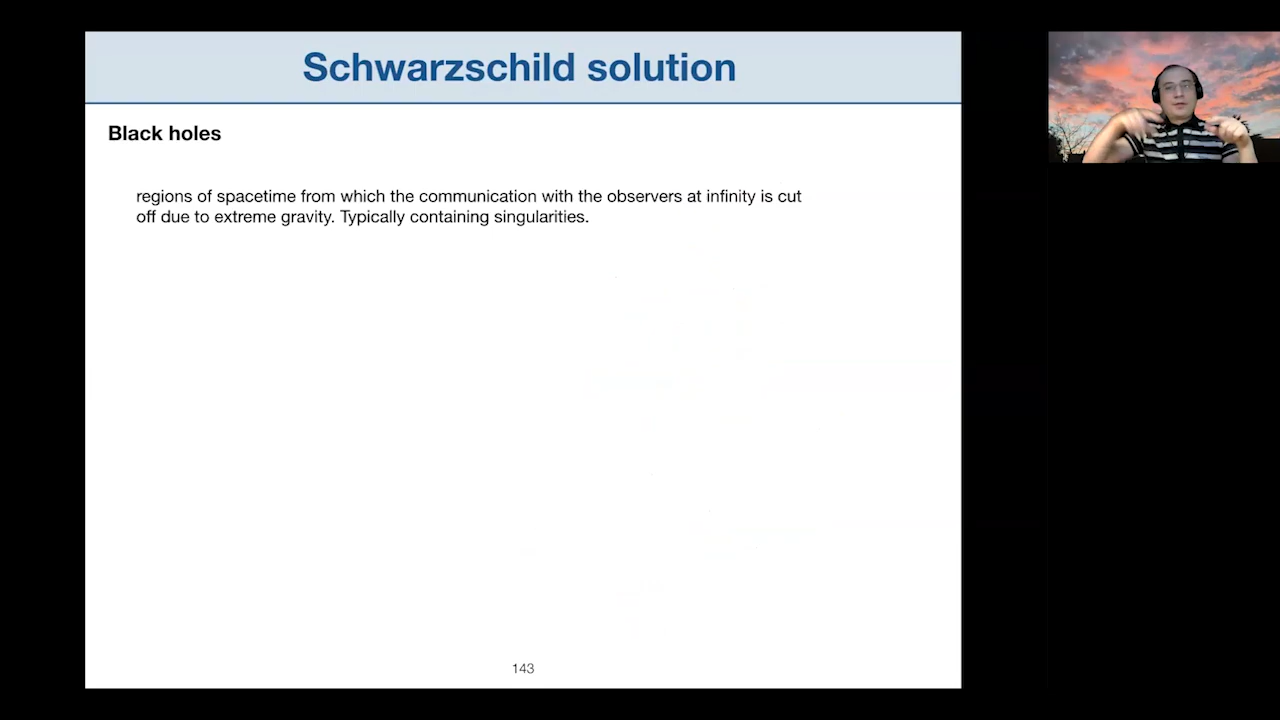 Schwarzschild solution
Black holes
regions of spacetime from which the communication with the observers at infinity is cut
off due to extreme gravity. Typically containing singularities.
143